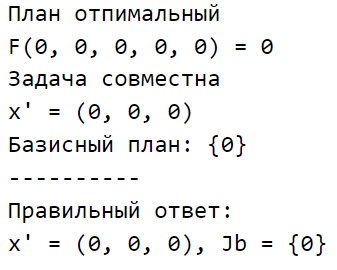 План отпимальный
F(0, 0, 0, 0, 0) = 0
Задача совместна
x' = (0, 0, 0)
Базисный план: {0}
----------
Правильный ответ:
x' = (0, 0, 0), Jb = {0}